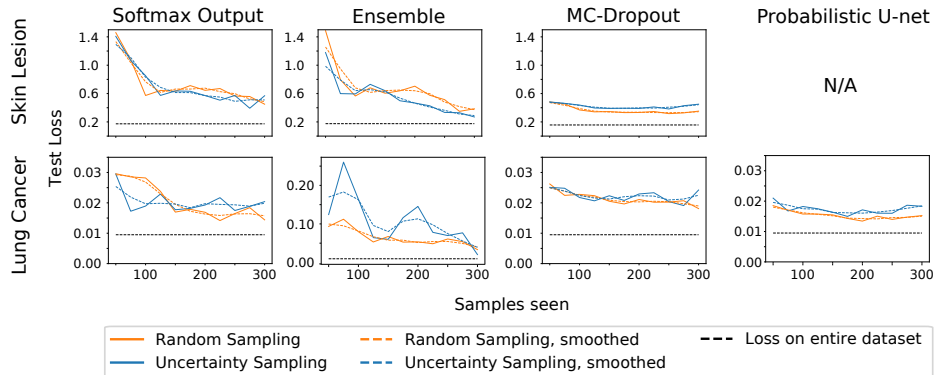 Softmax Output
Ensemble
MC-Dropout
Probabilistic U-net
Skin Lesion
Lung Cancer
Test Loss
1.4
1.0
0.6
0.2
1.4
1.0
0.6
0.2
1.4
1.0
0.6
0.2
N/A
0.03
0.02
0.01
0.00
100
200
300
0.20
0.10
0.00
100
200
300
0.03
0.02
0.01
0.00
100
200
300
0.03
0.02
0.01
0.00
100
200
300
Samples seen
Random Sampling
Uncertainty Sampling
Random Sampling, smoothed
Uncertainty Sampling, smoothed
Loss on entire dataset